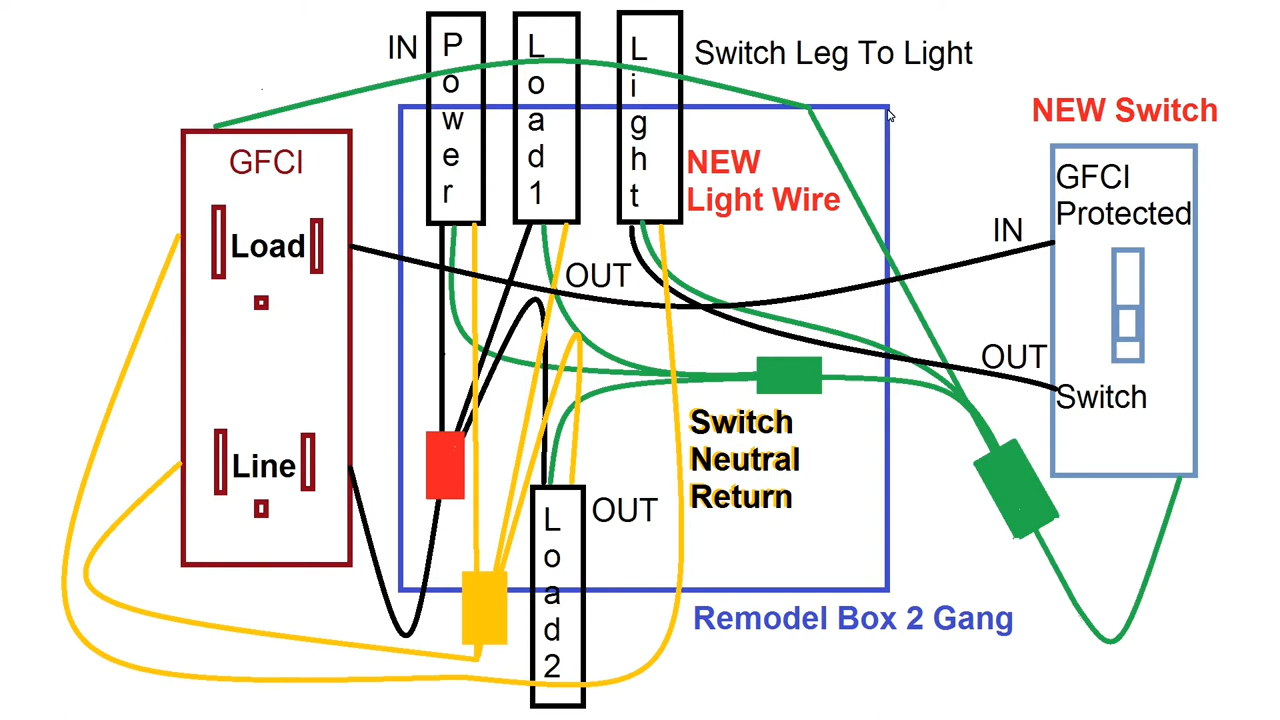 IN
Power
Load1
Light
Switch Leg To Light
NEW Switch
GFCI
NEW
Light Wire
GFCI
Protected
Load
IN
OUT
OUT
Switch
Switch
Neutral
Return
Line
OUT
Load2
Remodel Box 2 Gang